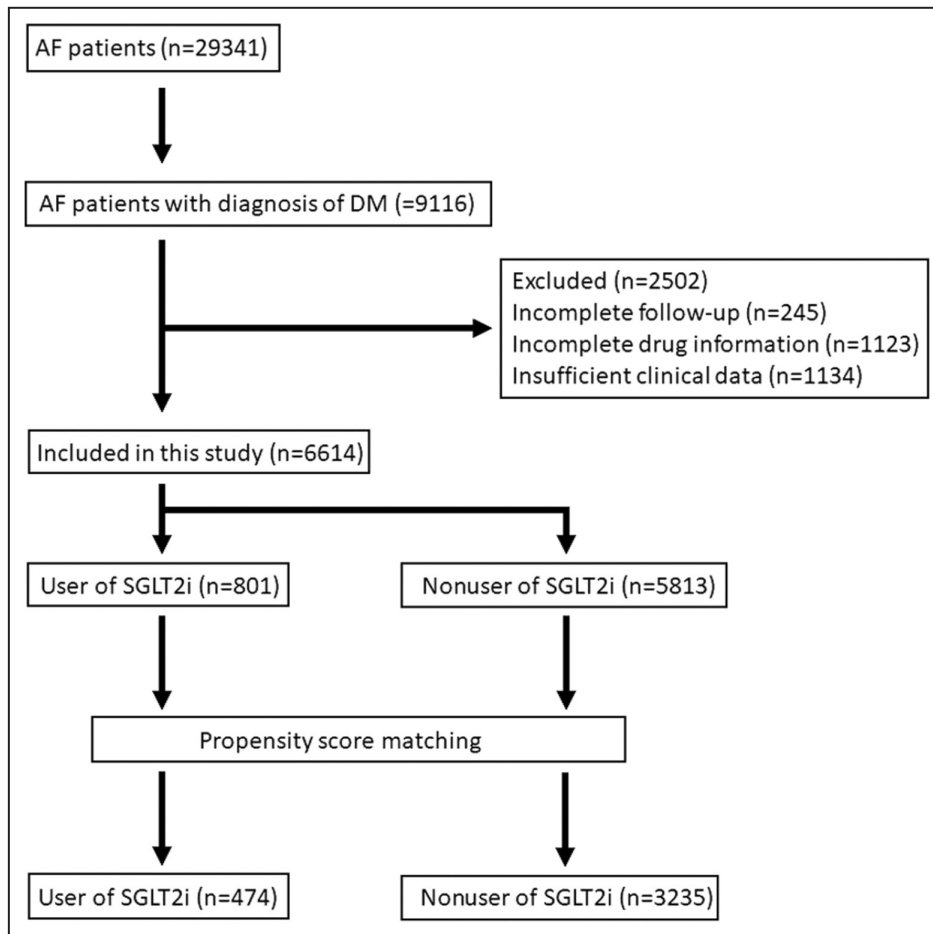 AF patients (n=29341)
AF patients with diagnosis of DM (=9116)
Excluded (n=2502)
Incomplete follow-up (n=245)
Incomplete drug information (n=1123)
Insufficient clinical data (n=1134)
Included in this study (n=6614)
User of SGLT2i (n=801)
Nonuser of SGLT2i (n=5813)
Propensity score matching
User of SGLT2i (n=474)
Nonuser of SGLT2i (n=3235)